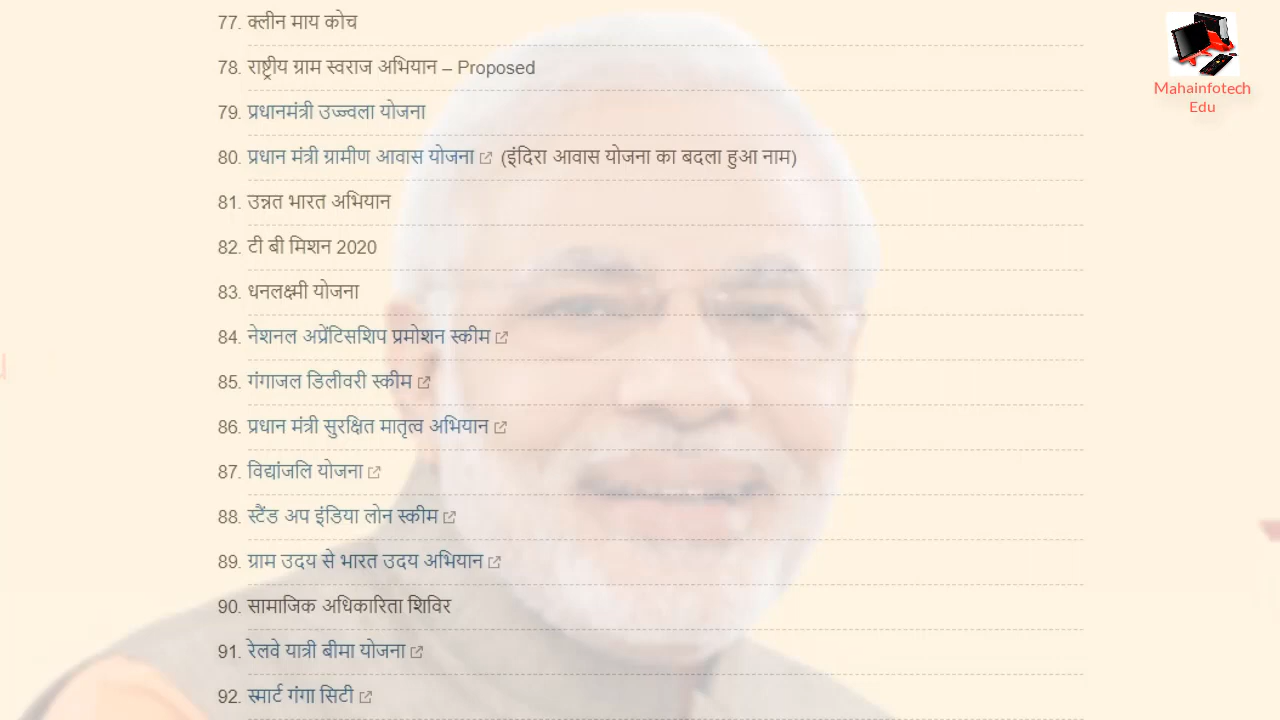 77. क्लीन माय कोच
78. राष्ट्रीय ग्राम स्वराज अभियान – Proposed
79. प्रधानमंत्री उज्ज्वला योजना
80. प्रधान मंत्री ग्रामीण आवास योजना (इंदिरा आवास योजना का बदला हुआ नाम)
81. उन्नत भारत अभियान
82. टी बी मिशन 2020
83. धनलक्ष्मी योजना
84. नेशनल अप्रेंटिसशिप प्रमोशन स्कीम
85. गंगाजल डिलीवरी स्कीम
86. प्रधान मंत्री सुरक्षित मातृत्व अभियान
87. विद्यांजलि योजना
88. स्टैंड अप इंडिया लोन स्कीम
89. ग्राम उदय से भारत उदय अभियान
90. सामाजिक अधिकारिता शिविर
91. रेलवे यात्री बीमा योजना
92. स्मार्ट गंगा सिटी
Mahainfotech
Edu